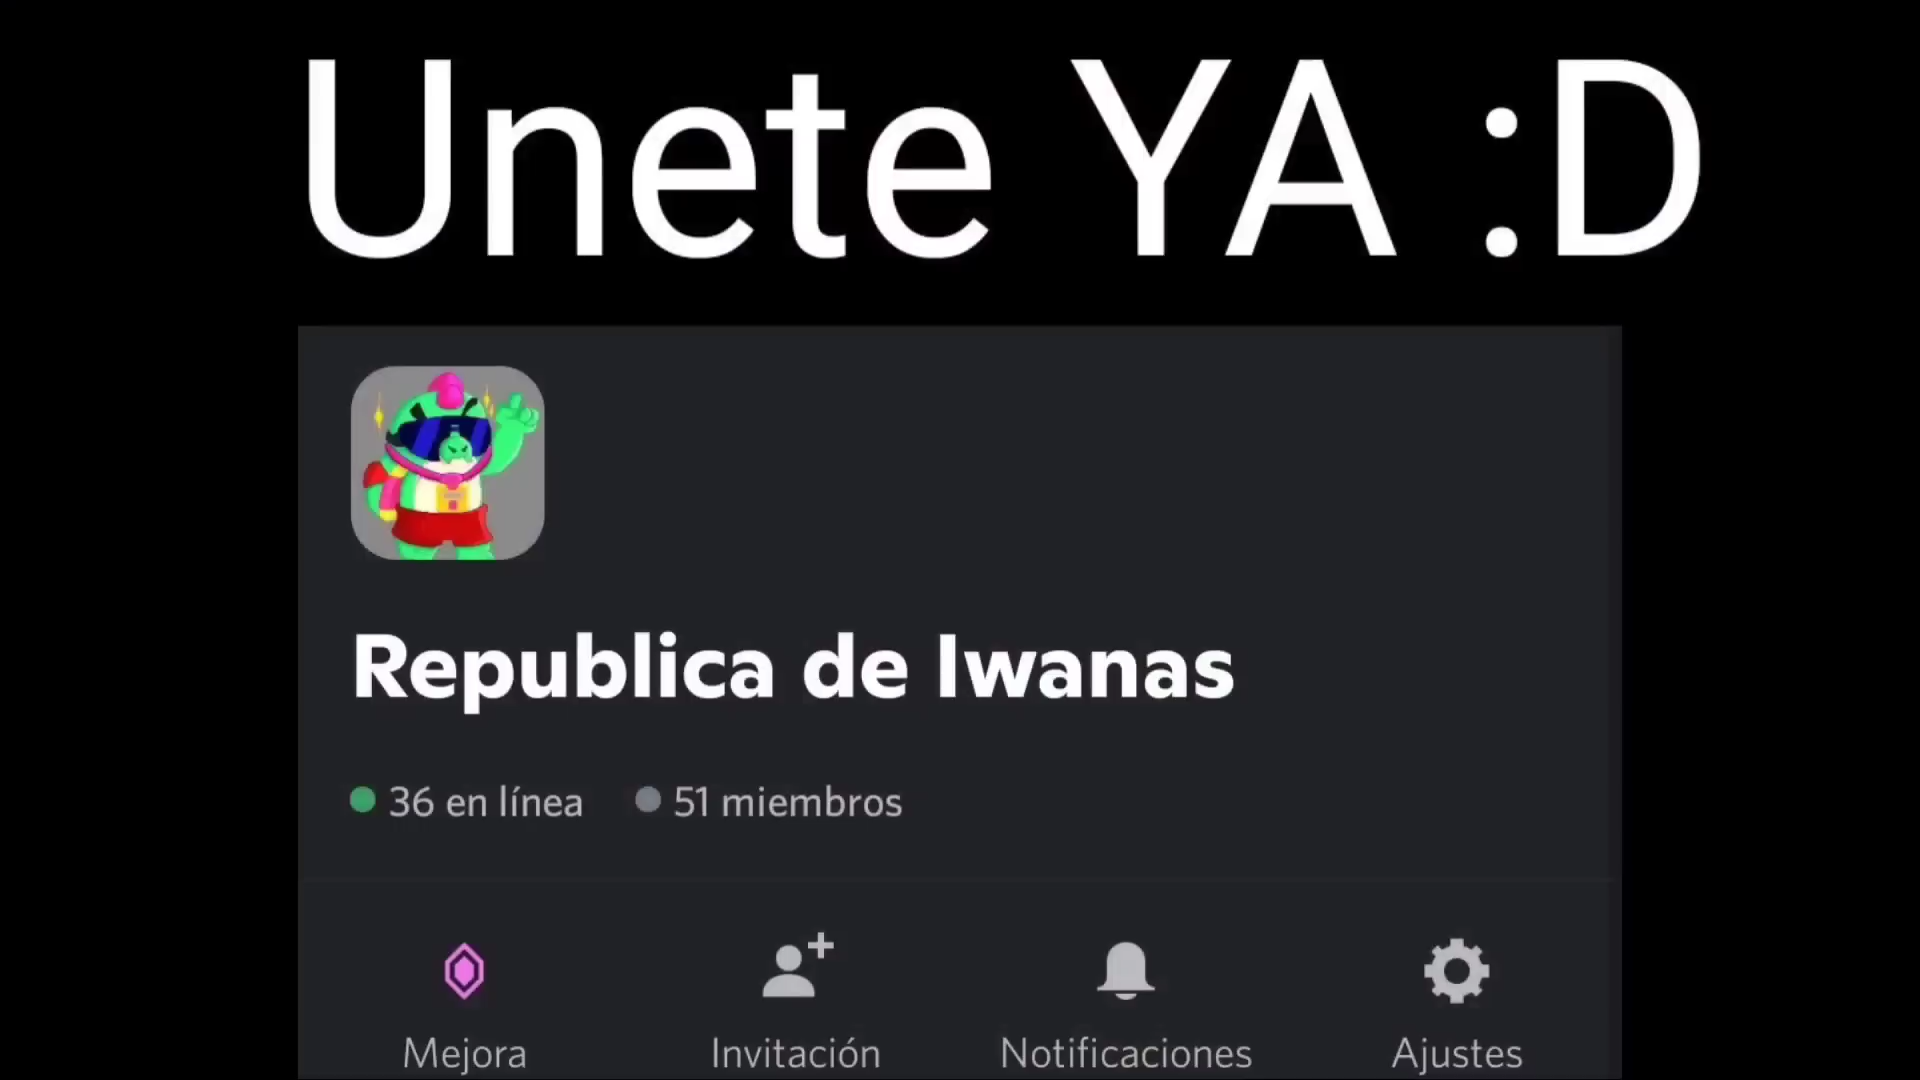 Unete YA :D
Republica de Iwanas
36 en línea 51 miembros
Mejora Invitación Notificaciones Ajustes